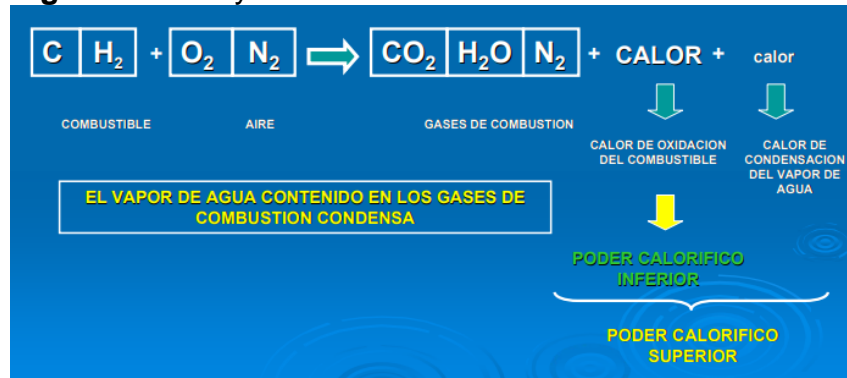 C H₂ + O₂ N₂ ⇒ CO₂ H₂O N₂ + CALOR + calor
COMBUSTIBLE AIRE GASES DE COMBUSTION
CALOR DE OXIDACION
DEL COMBUSTIBLE
CALOR DE
CONDENSACION
DEL VAPOR DE
AGUA
EL VAPOR DE AGUA CONTENIDO EN LOS GASES DE
COMBUSTION CONDENSA
PODER CALORIFICO
INFERIOR
PODER CALORIFICO
SUPERIOR